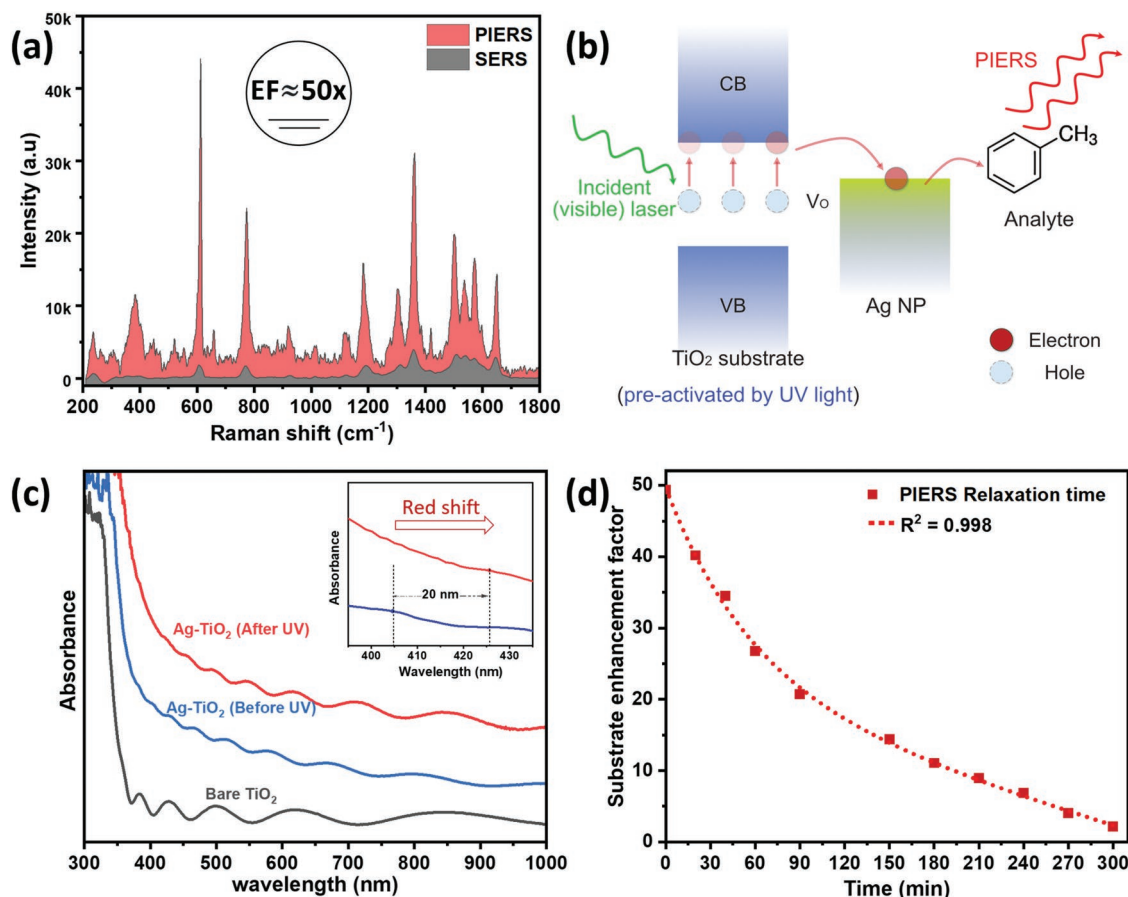 (a)
50k
40k
30k
20k
10k
0
Intensity (a.u)
PIERS
SERS
EF≈50x
200 400 600 800 1000 1200 1400 1600 1800
Raman shift (cm⁻¹)
(b)
CB
PIERS
CH₃
Incident
(visible) laser
V₀
Analyte
VB
Ag NP
TiO₂ substrate
(pre-activated by UV light)
Electron
Hole
(c)
Absorbance
Ag-TiO₂ (After UV)
Ag-TiO₂ (Before UV)
Bare TiO₂
Red shift
Absorbance
20 nm
400 410 420 430
Wavelength (nm)
300 400 500 600 700 800 900 1000
wavelength (nm)
(d)
50
40
30
20
10
0
Substrate enhancement factor
PIERS Relaxation time
R² = 0.998
0 30 60 90 120 150 180 210 240 270 300
Time (min)